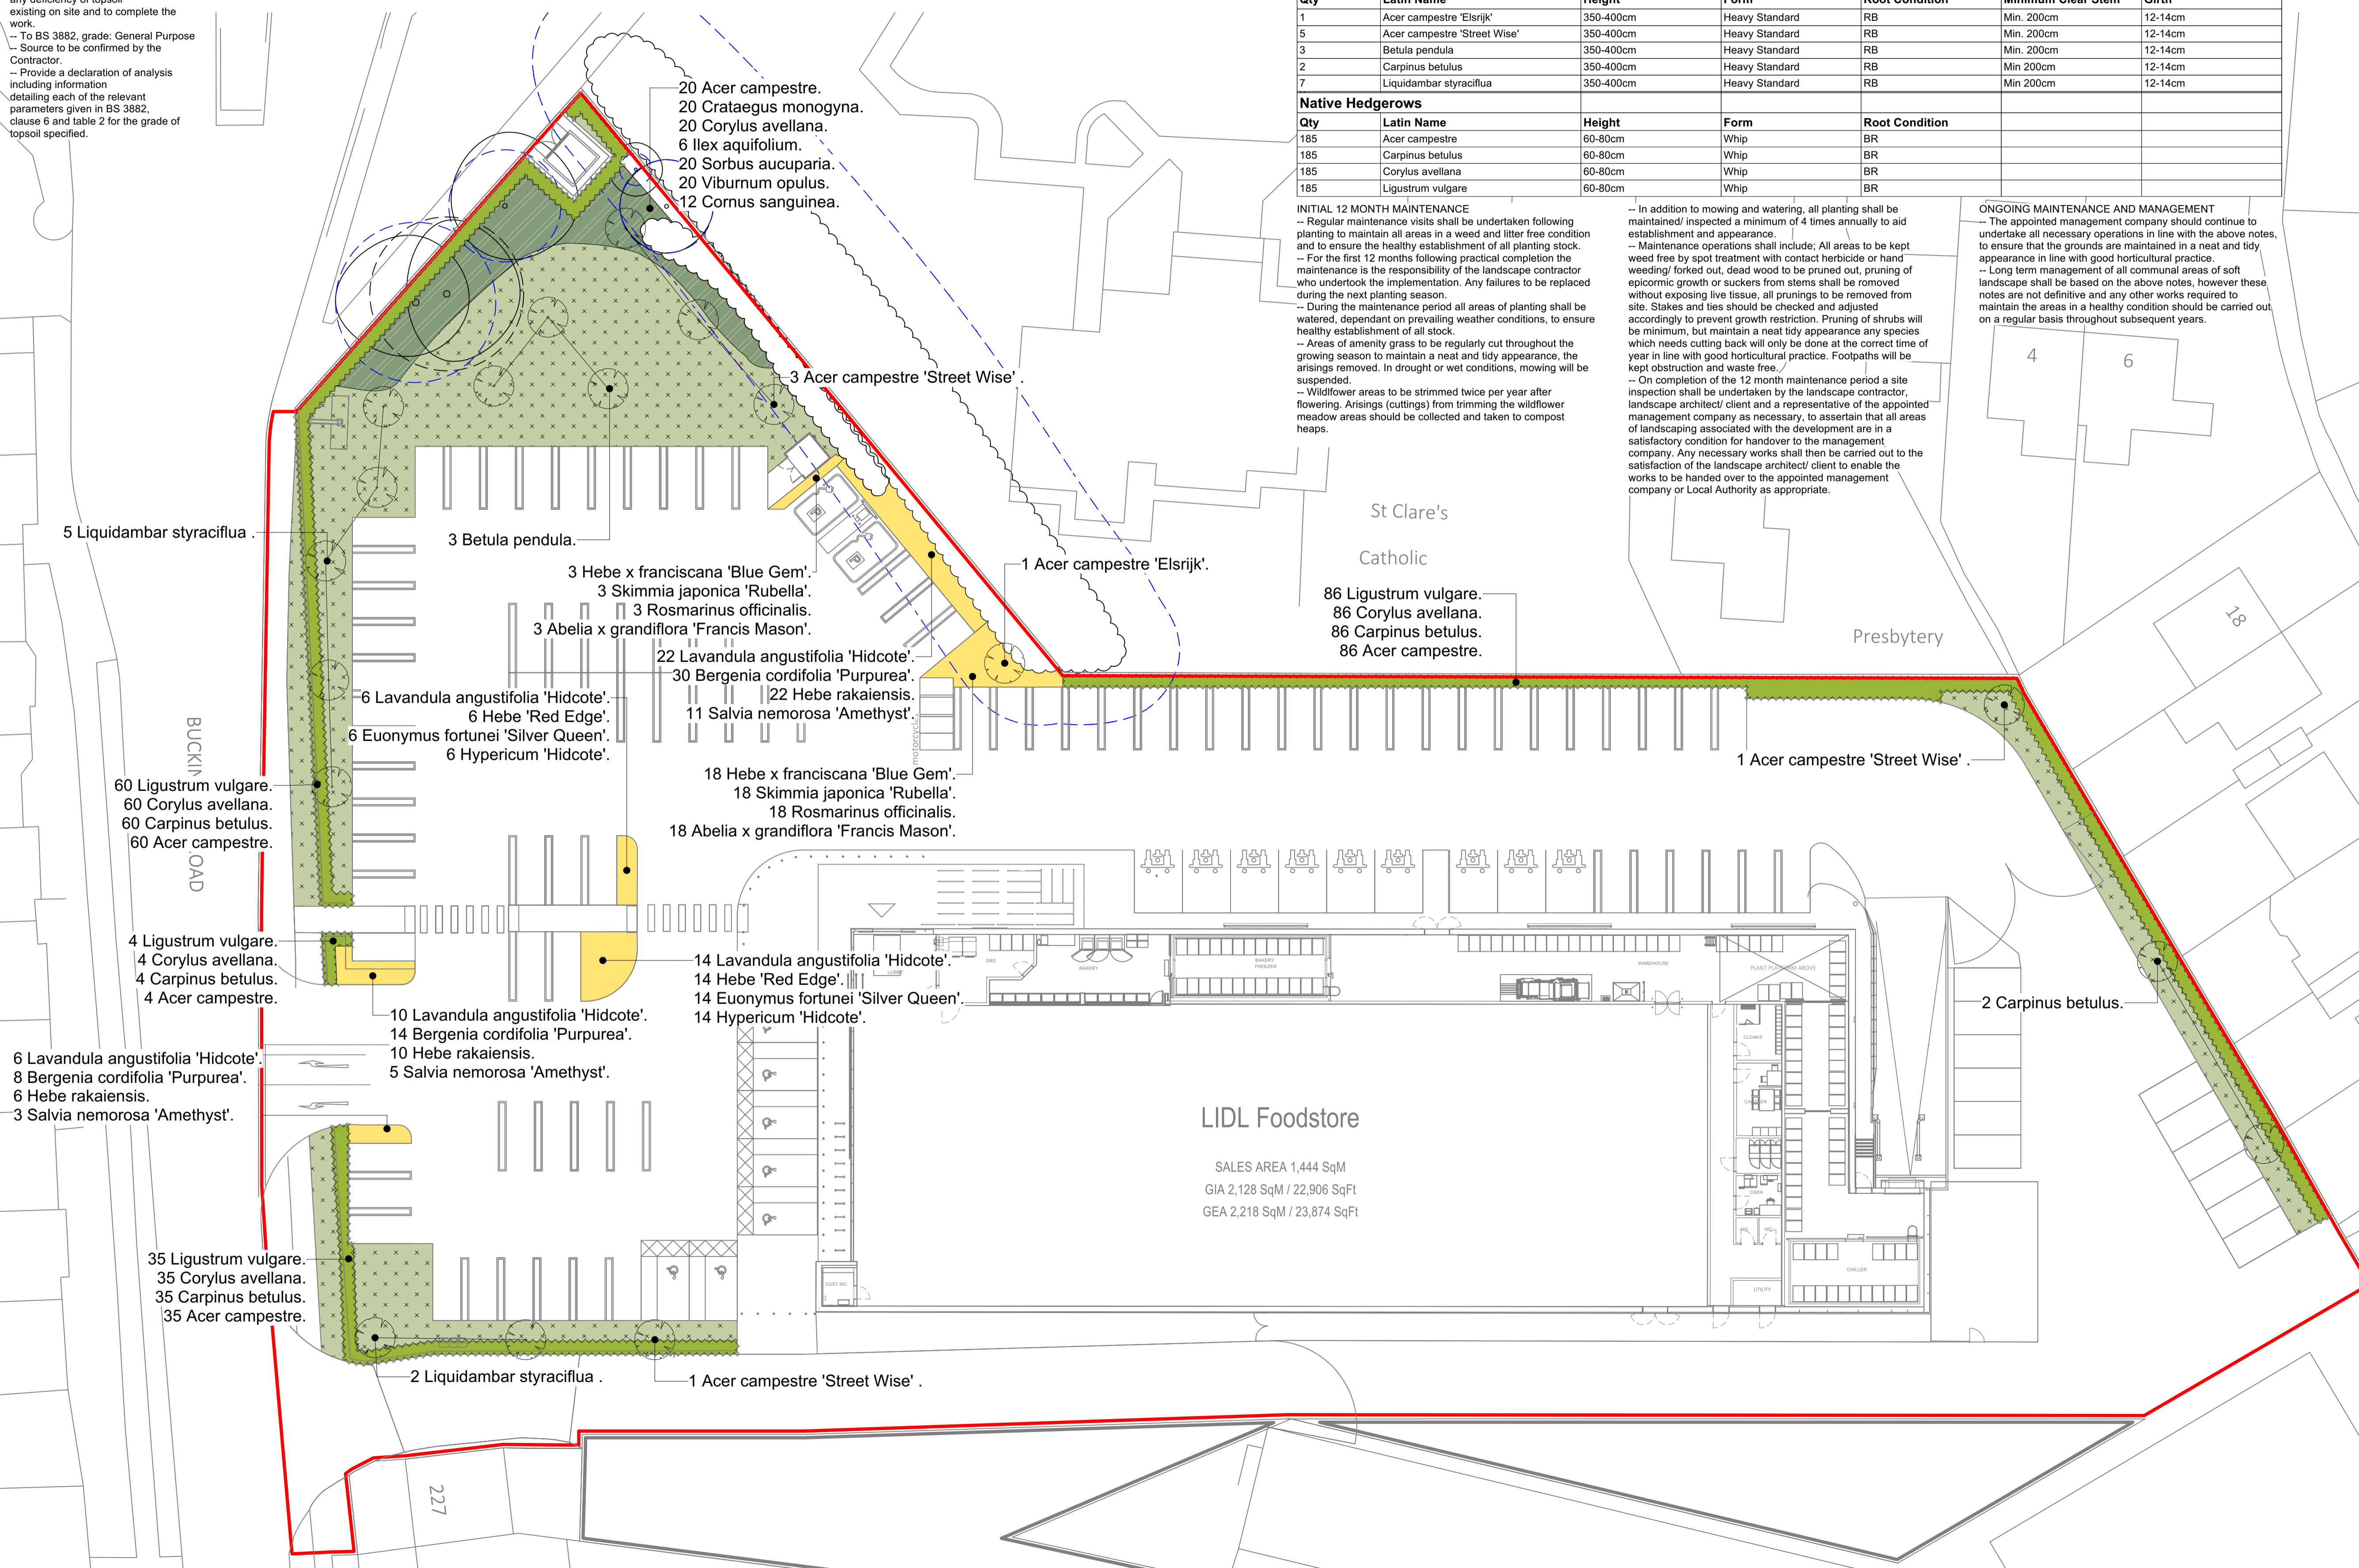 any deficiency of topsoil
existing on site and to complete the
work.
-- To BS 3882, grade: General Purpose
-- Source to be confirmed by the
Contractor.
-- Provide a declaration of analysis
including information
detailing each of the relevant
parameters given in BS 3882,
clause 6 and table 2 for the grade of
topsoil specified.
Qty Latin Name Height Form Root Condition Minimum Clear Stem Girth
1 Acer campestre 'Elsrijk' 350-400cm Heavy Standard RB Min. 200cm 12-14cm
5 Acer campestre 'Street Wise' 350-400cm Heavy Standard RB Min. 200cm 12-14cm
3 Betula pendula 350-400cm Heavy Standard RB Min. 200cm 12-14cm
2 Carpinus betulus 350-400cm Heavy Standard RB Min 200cm 12-14cm
7 Liquidambar styraciflua 350-400cm Heavy Standard RB Min 200cm 12-14cm
Native Hedgerows
Qty Latin Name Height Form Root Condition
185 Acer campestre 60-80cm Whip BR
185 Carpinus betulus 60-80cm Whip BR
185 Corylus avellana 60-80cm Whip BR
185 Ligustrum vulgare 60-80cm Whip BR
INITIAL 12 MONTH MAINTENANCE
-- Regular maintenance visits shall be undertaken following
planting to maintain all areas in a weed and litter free condition
and to ensure the healthy establishment of all planting stock.
-- For the first 12 months following practical completion the
maintenance is the responsibility of the landscape contractor
who undertook the implementation. Any failures to be replaced
during the next planting season.
-- During the maintenance period all areas of planting shall be
watered, dependant on prevailing weather conditions, to ensure
healthy establishment of all stock.
-- Areas of amenity grass to be regularly cut throughout the
growing season to maintain a neat and tidy appearance, the
arisings removed. In drought or wet conditions, mowing will be
suspended.
-- Wildlfower areas to be strimmed twice per year after
flowering. Arisings (cuttings) from trimming the wildflower
meadow areas should be collected and taken to compost
heaps.
-- In addition to mowing and watering, all planting shall be
maintained/ inspected a minimum of 4 times annually to aid
establishment and appearance.
-- Maintenance operations shall include; All areas to be kept
weed free by spot treatment with contact herbicide or hand
weeding/ forked out, dead wood to be pruned out, pruning of
epicormic growth or suckers from stems shall be romoved
without exposing live tissue, all prunings to be removed from
site. Stakes and ties should be checked and adjusted
accordingly to prevent growth restriction. Pruning of shrubs will
be minimum, but maintain a neat tidy appearance any species
which needs cutting back will only be done at the correct time of
year in line with good horticultural practice. Footpaths will be
kept obstruction and waste free.
-- On completion of the 12 month maintenance period a site
inspection shall be undertaken by the landscape contractor,
landscape architect/ client and a representative of the appointed
management company as necessary, to assertain that all areas
of landscaping associated with the development are in a
satisfactory condition for handover to the management
company. Any necessary works shall then be carried out to the
satisfaction of the landscape architect/ client to enable the
works to be handed over to the appointed management
company or Local Authority as appropriate.
ONGOING MAINTENANCE AND MANAGEMENT
-- The appointed management company should continue to
undertake all necessary operations in line with the above notes,
to ensure that the grounds are maintained in a neat and tidy
appearance in line with good horticultural practice.
-- Long term management of all communal areas of soft
landscape shall be based on the above notes, however these
notes are not definitive and any other works required to
maintain the areas in a healthy condition should be carried out
on a regular basis throughout subsequent years.
20 Acer campestre.
20 Crataegus monogyna.
20 Corylus avellana.
6 Ilex aquifolium.
20 Sorbus aucuparia.
20 Viburnum opulus.
12 Cornus sanguinea.
4
6
18
3 Acer campestre 'Street Wise' .
5 Liquidambar styraciflua .
3 Betula pendula.
P
P
St Clare's
Catholic
Presbytery
3 Hebe x franciscana 'Blue Gem'.
3 Skimmia japonica 'Rubella'.
3 Rosmarinus officinalis.
3 Abelia x grandiflora 'Francis Mason'.
1 Acer campestre 'Elsrijk'.
86 Ligustrum vulgare.
86 Corylus avellana.
86 Carpinus betulus.
86 Acer campestre.
22 Lavandula angustifolia 'Hidcote'.
30 Bergenia cordifolia 'Purpurea'.
22 Hebe rakaiensis.
11 Salvia nemorosa 'Amethyst'.
motorcycles
6 Lavandula angustifolia 'Hidcote'.
6 Hebe 'Red Edge'.
6 Euonymus fortunei 'Silver Queen'.
6 Hypericum 'Hidcote'.
18 Hebe x franciscana 'Blue Gem'.
18 Skimmia japonica 'Rubella'.
18 Rosmarinus officinalis.
18 Abelia x grandiflora 'Francis Mason'.
1 Acer campestre 'Street Wise' .
BUCKIN
OAD
60 Ligustrum vulgare.
60 Corylus avellana.
60 Carpinus betulus.
60 Acer campestre.
4 Ligustrum vulgare.
4 Corylus avellana.
4 Carpinus betulus.
4 Acer campestre.
10 Lavandula angustifolia 'Hidcote'.
14 Bergenia cordifolia 'Purpurea'.
10 Hebe rakaiensis.
5 Salvia nemorosa 'Amethyst'.
14 Lavandula angustifolia 'Hidcote'.
14 Hebe 'Red Edge'.
14 Euonymus fortunei 'Silver Queen'.
14 Hypericum 'Hidcote'.
6 Lavandula angustifolia 'Hidcote'.
8 Bergenia cordifolia 'Purpurea'.
6 Hebe rakaiensis.
3 Salvia nemorosa 'Amethyst'.
2 Carpinus betulus.
LOBBY
DRS
BAKERY
BAKERY
FREEZER
WAREHOUSE
PLANT PLATFORM ABOVE
CLOAKS
CANTEEN
CASH
WC
WC
UTILITY
CHILLER
CUST.WC
LIDL Foodstore
SALES AREA 1,444 SqM
GIA 2,128 SqM / 22,906 SqFt
GEA 2,218 SqM / 23,874 SqFt
35 Ligustrum vulgare.
35 Corylus avellana.
35 Carpinus betulus.
35 Acer campestre.
2 Liquidambar styraciflua .
1 Acer campestre 'Street Wise' .
227